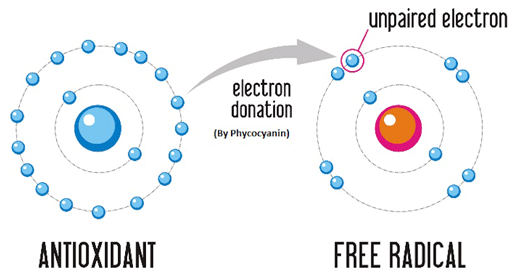 unpaired electron
electron
donation
(By Phycocyanin)
ANTIOXIDANT
FREE RADICAL